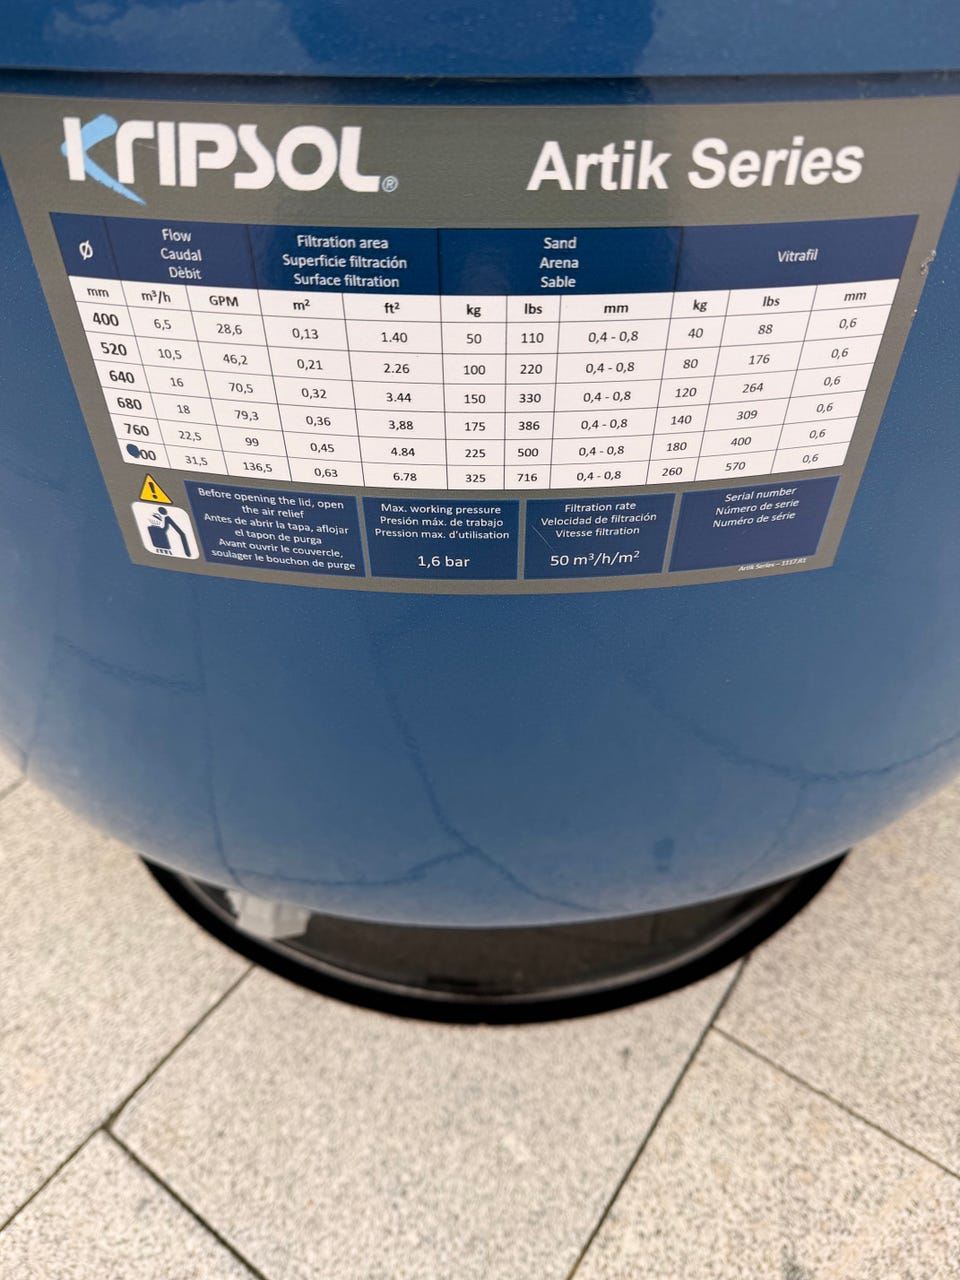 KRIPSOL®
Artik Series
Ø Flow Filtration area Sand Vitrafil
Caudal Superficie filtración Arena
Dèbit Surface filtration Sable
mm m³/h GPM m² ft² kg lbs mm kg lbs mm
400 6,5 28,6 0,13 1.40 50 110 0,4 - 0,8 40 88 0,6
520 10,5 46,2 0,21 2.26 100 220 0,4 - 0,8 80 176 0,6
640 16 70,5 0,32 3.44 150 330 0,4 - 0,8 120 264 0,6
680 18 79,3 0,36 3,88 175 386 0,4 - 0,8 140 309 0,6
760 22,5 99 0,45 4.84 225 500 0,4 - 0,8 180 400 0,6
00 31,5 136,5 0,63 6.78 325 716 0,4 - 0,8 260 570 0,6
Before opening the lid, open
the air relief
Antes de abrir la tapa, aflojar
el tapon de purga
Avant ouvrir le couvercle,
soulager le bouchon de purge
Max. working pressure
Presión máx. de trabajo
Pression max. d'utilisation
1,6 bar
Filtration rate
Velocidad de filtración
Vitesse filtration
50 m³/h/m²
Serial number
Número de serie
Numéro de série
Artik Series – 1117.R1